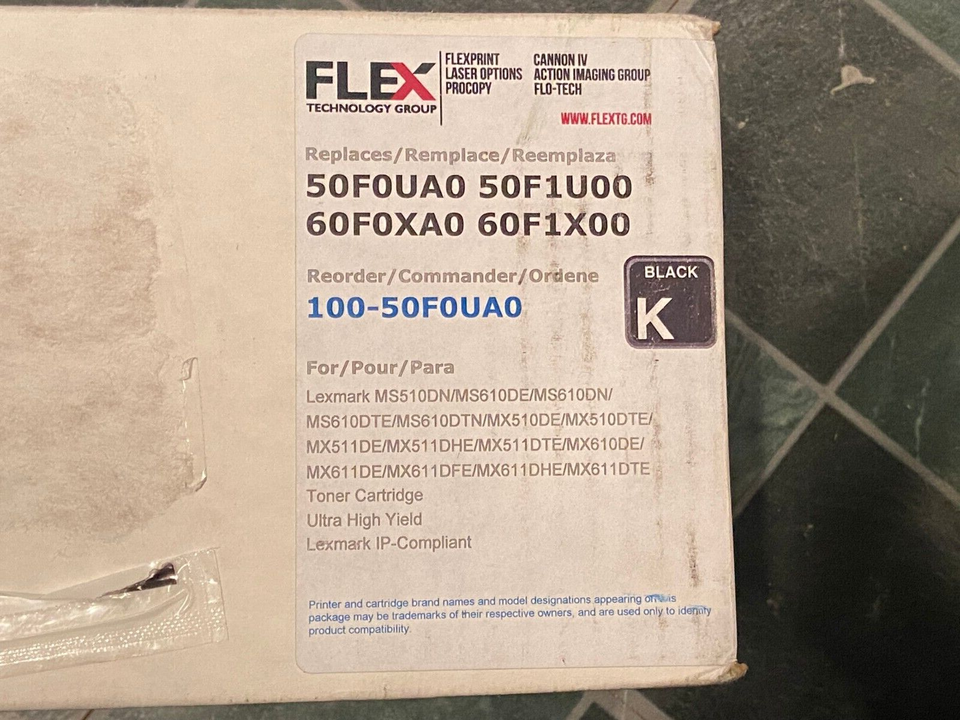 FLEX
TECHNOLOGY GROUP
FLEXPRINT
LASER OPTIONS
PROCOPY
CANNON IV
ACTION IMAGING GROUP
FLO-TECH
WWW.FLEXTG.COM
Replaces/Remplace/Reemplaza
50F0UA0 50F1U00
60F0XA0 60F1X00
Reorder/Commander/Ordene
100-50F0UA0
BLACK
K
For/Pour/Para
Lexmark MS510DN/MS610DE/MS610DN/
MS610DTE/MS610DTN/MX510DE/MX510DTE/
MX511DE/MX511DHE/MX511DTE/MX610DE/
MX611DE/MX611DFE/MX611DHE/MX611DTE
Toner Cartridge
Ultra High Yield
Lexmark IP-Compliant
Printer and cartridge brand names and model designations appearing on this
package may be trademarks of their respective owners, and are used only to identify
product compatibility.